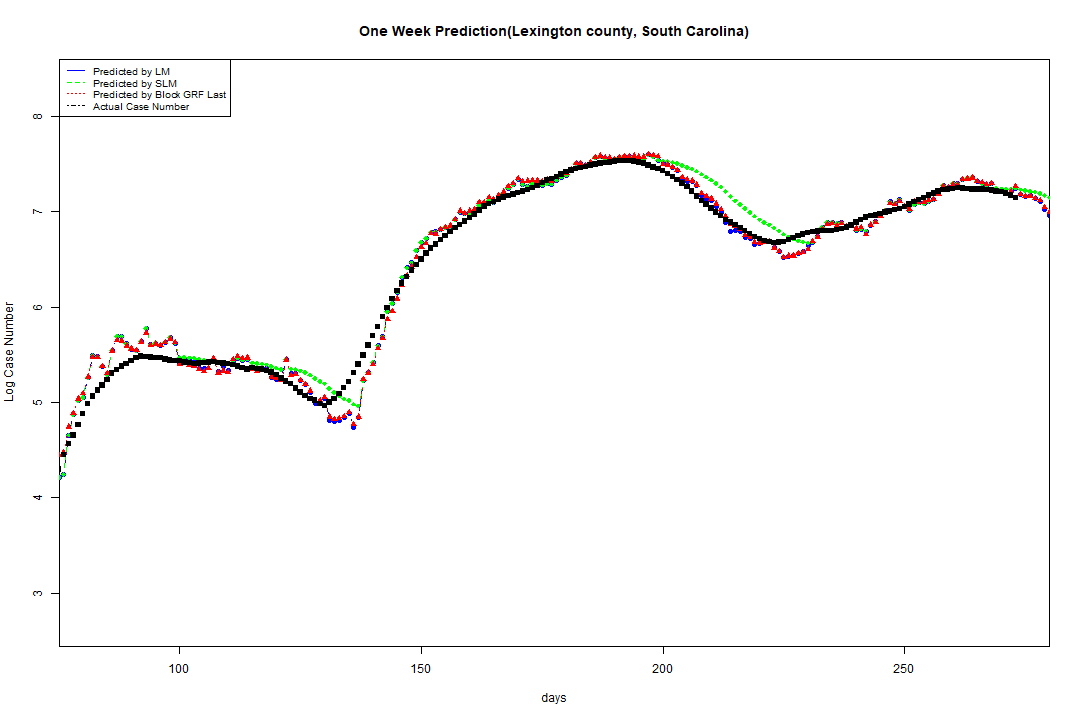 One Week Prediction(Lexington county, South Carolina)
Predicted by LM
Predicted by SLM
Predicted by Block GRF Last
Actual Case Number
8
7
6
5
4
3
Log Case Number
100 150 200 250
days